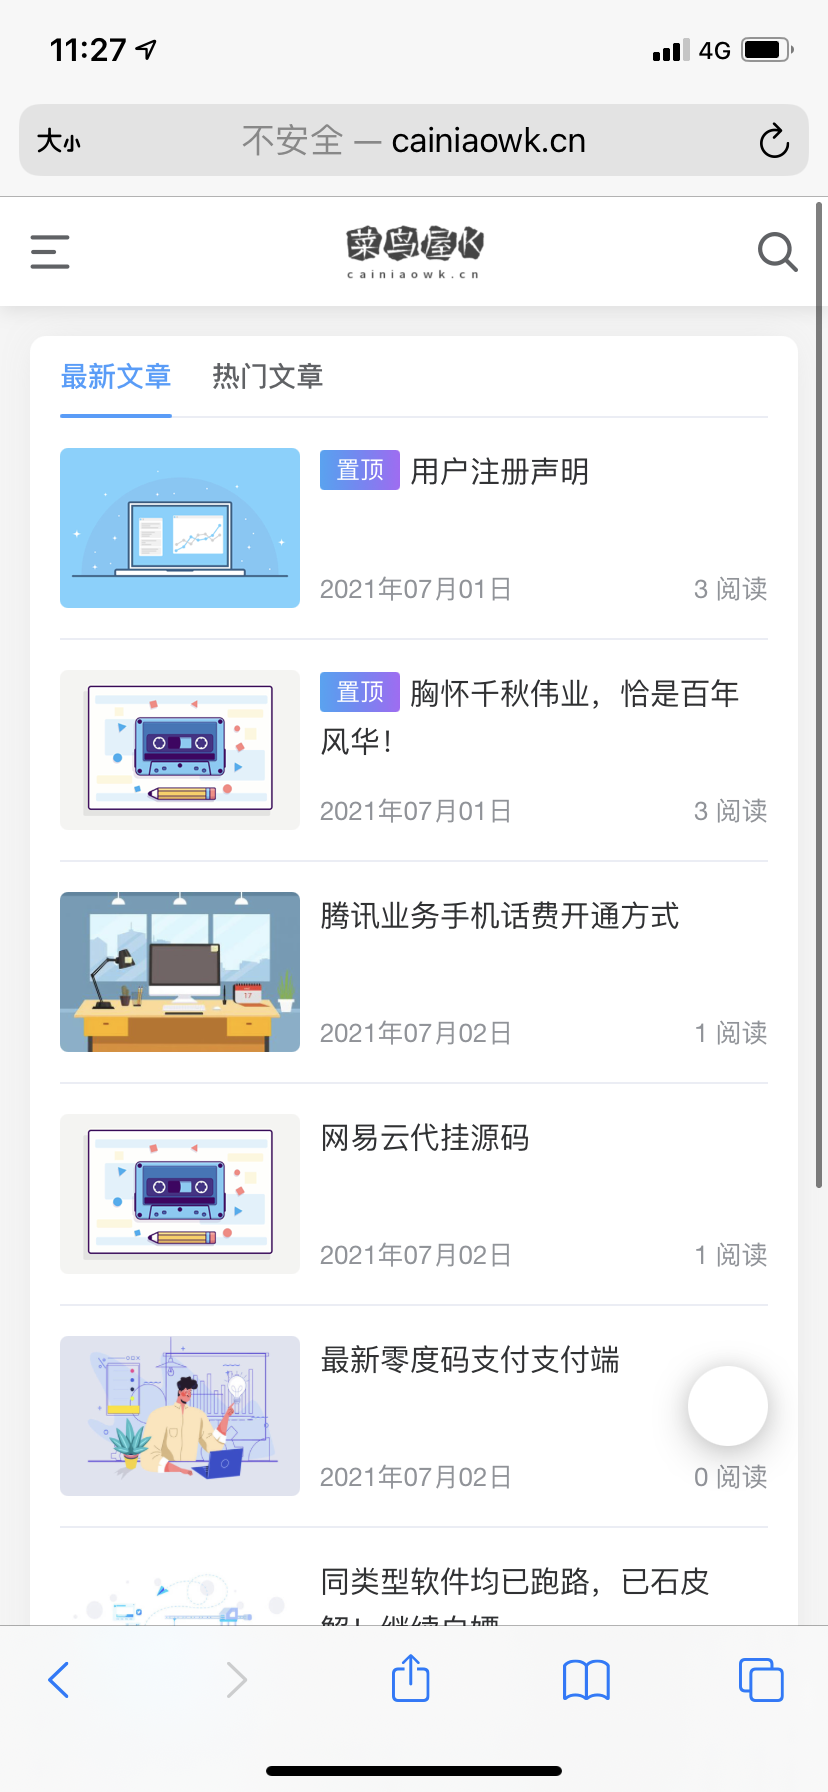 11:27
4G
大小
不安全 — cainiaowk.cn
菜鸟屋K
cainiaowk.cn
最新文章 热门文章
置顶 用户注册声明
2021年07月01日 3 阅读
置顶 胸怀千秋伟业，恰是百年
风华！
2021年07月01日 3 阅读
腾讯业务手机话费开通方式
17
2021年07月02日 1 阅读
网易云代挂源码
2021年07月02日 1 阅读
最新零度码支付支付端
2021年07月02日 0 阅读
同类型软件均已跑路，已石皮
解！继续白嫖